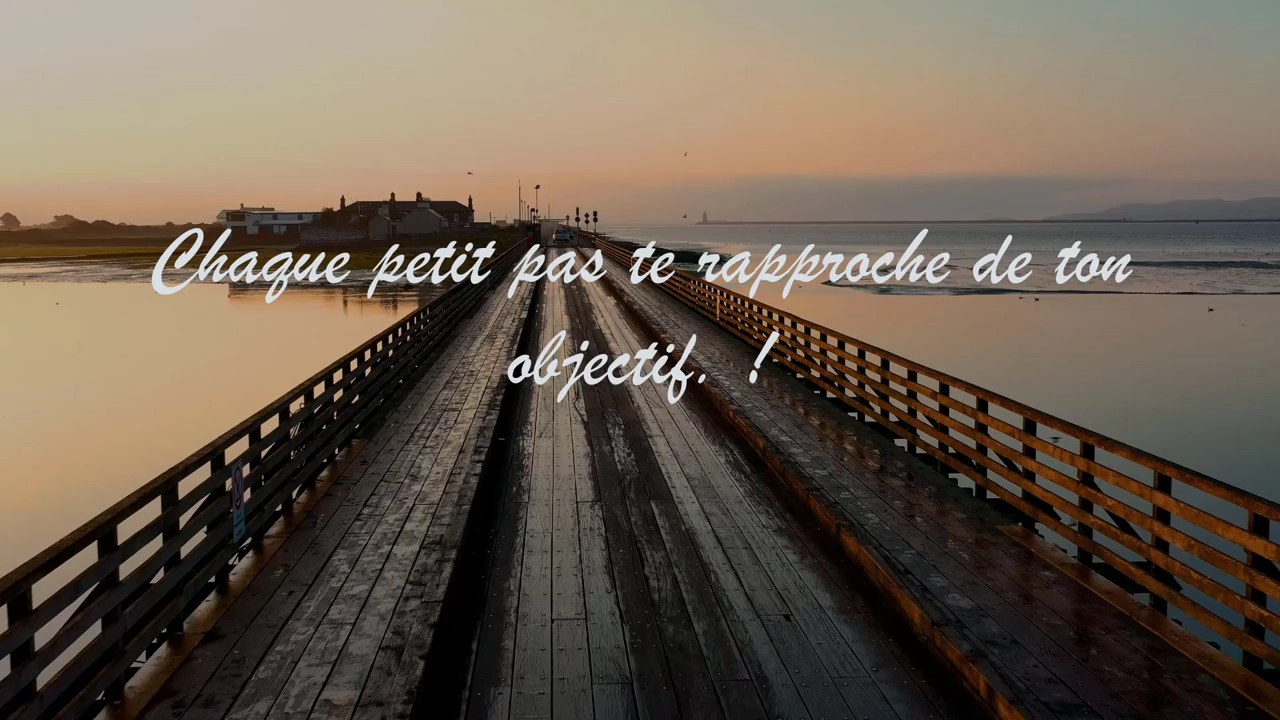 Chaque petit pas te rapproche de ton
objectif. !